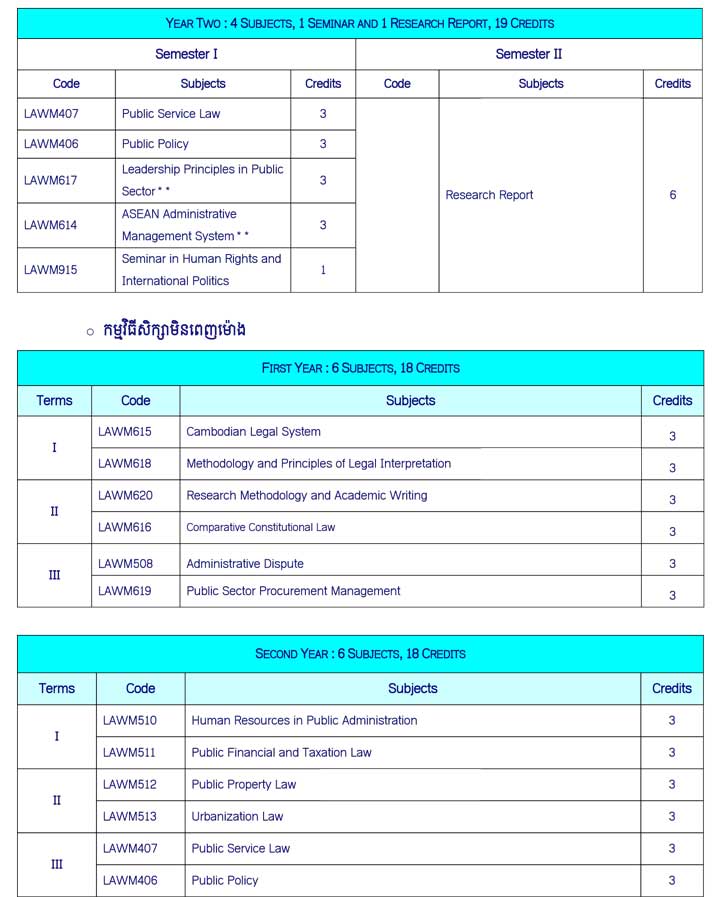 YEAR TWO : 4 SUBJECTS, 1 SEMINAR AND 1 RESEARCH REPORT, 19 CREDITS
Semester I Semester II
Code Subjects Credits Code Subjects Credits
LAWM407 Public Service Law 3
LAWM406 Public Policy 3
LAWM617 Leadership Principles in Public
Sector** 3
LAWM614 ASEAN Administrative
Management System** 3
LAWM915 Seminar in Human Rights and
International Politics 1
Research Report 6
○ កម្មវិធីសិក្សាមិនពេញម៉ោង
FIRST YEAR : 6 SUBJECTS, 18 CREDITS
Terms Code Subjects Credits
I
LAWM615 Cambodian Legal System 3
LAWM618 Methodology and Principles of Legal Interpretation 3
II
LAWM620 Research Methodology and Academic Writing 3
LAWM616 Comparative Constitutional Law 3
III
LAWM508 Administrative Dispute 3
LAWM619 Public Sector Procurement Management 3
SECOND YEAR : 6 SUBJECTS, 18 CREDITS
Terms Code Subjects Credits
I
LAWM510 Human Resources in Public Administration 3
LAWM511 Public Financial and Taxation Law 3
II
LAWM512 Public Property Law 3
LAWM513 Urbanization Law 3
III
LAWM407 Public Service Law 3
LAWM406 Public Policy 3